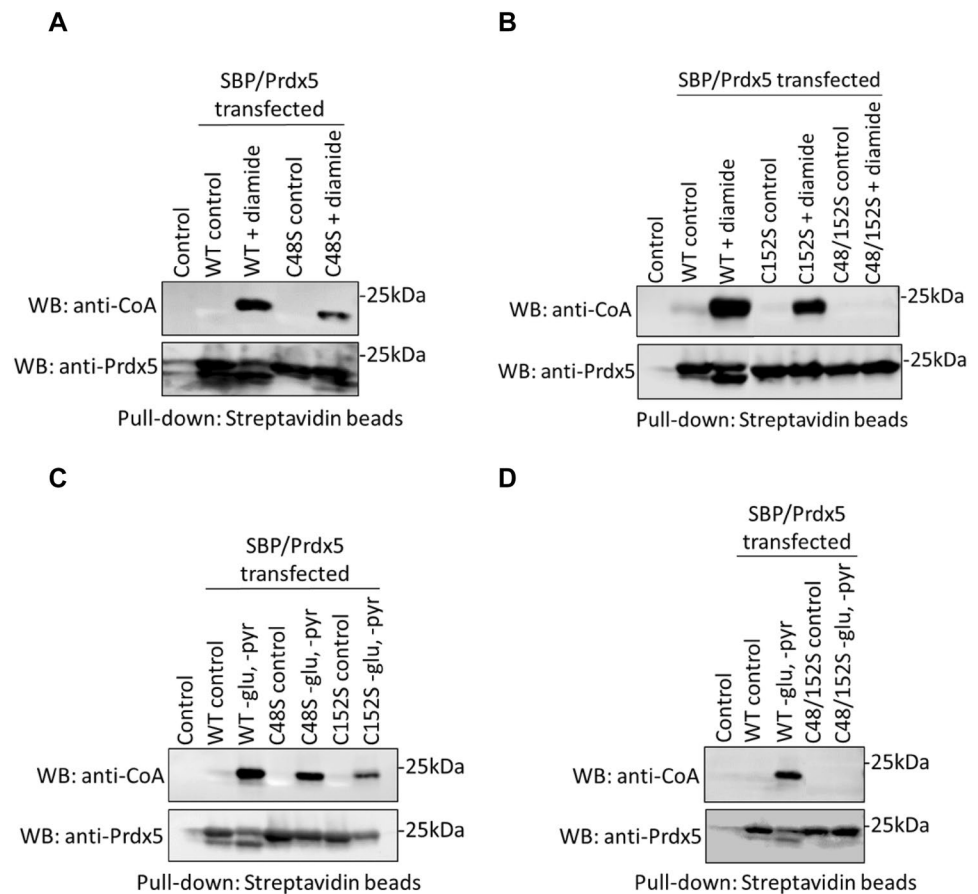 A
SBP/Prdx5
transfected
Control
WT control
WT + diamide
C48S control
C48S + diamide
WB: anti-CoA
-25kDa
WB: anti-Prdx5
-25kDa
Pull-down: Streptavidin beads
B
SBP/Prdx5 transfected
Control
WT control
WT + diamide
C152S control
C152S + diamide
C48/152S control
C48/152S + diamide
WB: anti-CoA
-25kDa
WB: anti-Prdx5
-25kDa
Pull-down: Streptavidin beads
C
SBP/Prdx5
transfected
Control
WT control
WT -glu, -pyr
C48S control
C48S -glu, -pyr
C152S control
C152S -glu, -pyr
WB: anti-CoA
-25kDa
WB: anti-Prdx5
-25kDa
Pull-down: Streptavidin beads
D
SBP/Prdx5
transfected
Control
WT control
WT -glu, -pyr
C48/152S control
C48/152S -glu, -pyr
WB: anti-CoA
-25kDa
WB: anti-Prdx5
-25kDa
Pull-down: Streptavidin beads